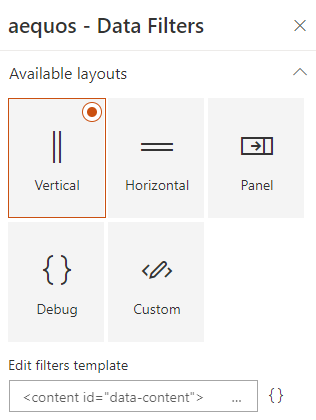 aequos - Data Filters
Available layouts
Vertical
Horizontal
Panel
Debug
Custom
Edit filters template
<content id="data-content"> ...